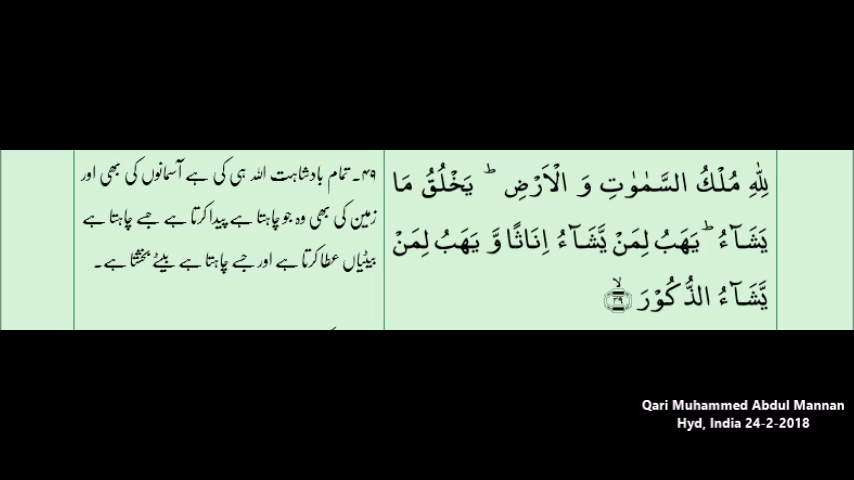 لِلّٰهِ مُلْكُ السَّمٰوٰتِ وَ الْاَرْضِ ؕ يَخْلُقُ مَا
يَشَآءُ ؕ يَهَبُ لِمَنْ يَّشَآءُ اِنَاثًا وَّ يَهَبُ لِمَنْ
يَّشَآءُ الذُّكُوْرَ ۙ۴۹
۴۹۔ تمام بادشاہت اللہ ہی کی ہے آسمانوں کی بھی اور
زمین کی بھی وہ جو چاہتا ہے پیدا کرتا ہے جسے چاہتا ہے
بیٹیاں عطا کرتا ہے اور جسے چاہتا ہے بیٹے بخشتا ہے۔
Qari Muhammed Abdul Mannan
Hyd, India 24-2-2018